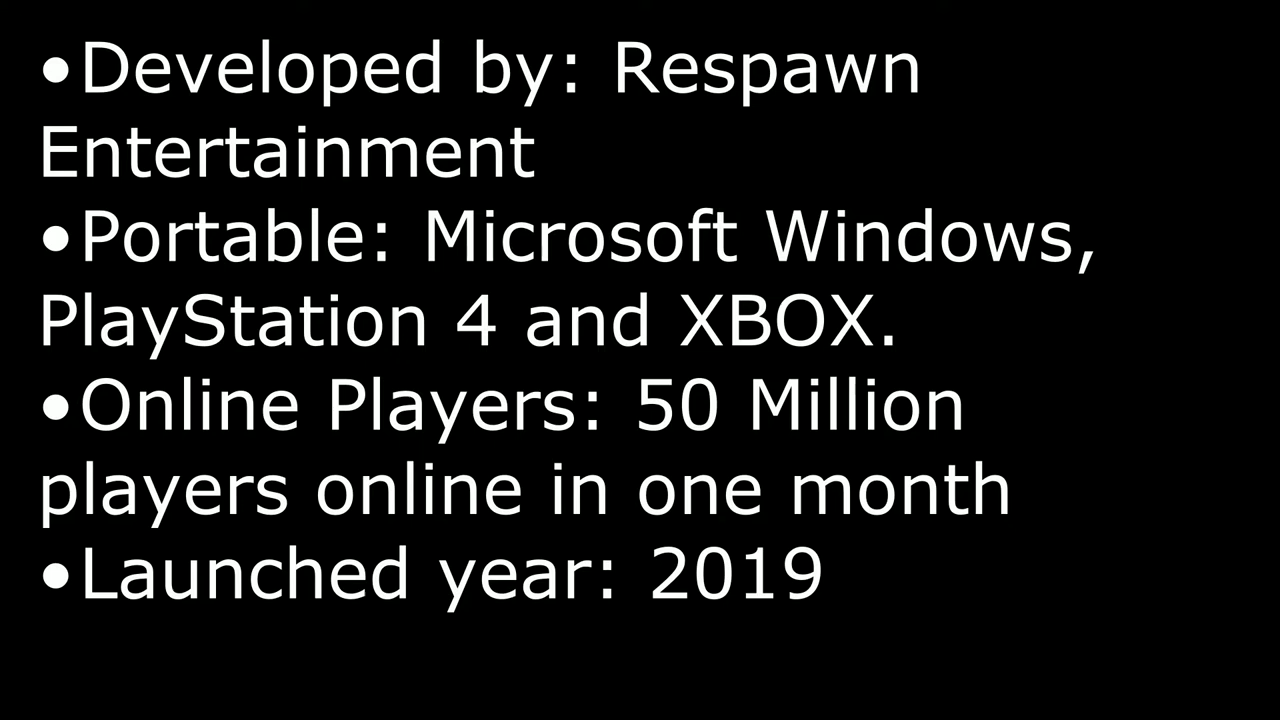 •Developed by: Respawn
Entertainment
•Portable: Microsoft Windows,
PlayStation 4 and XBOX.
•Online Players: 50 Million
players online in one month
•Launched year: 2019